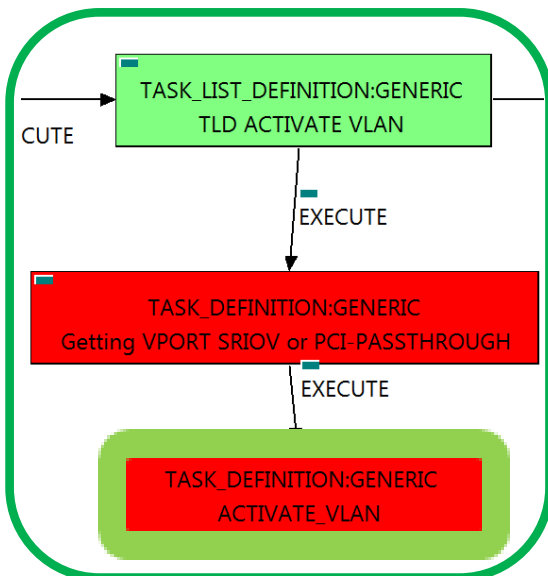 TASK_LIST_DEFINITION:GENERIC
TLD ACTIVATE VLAN
CUTE
EXECUTE
TASK_DEFINITION:GENERIC
Getting VPORT SRIOV or PCI-PASSTHROUGH
EXECUTE
TASK_DEFINITION:GENERIC
ACTIVATE_VLAN